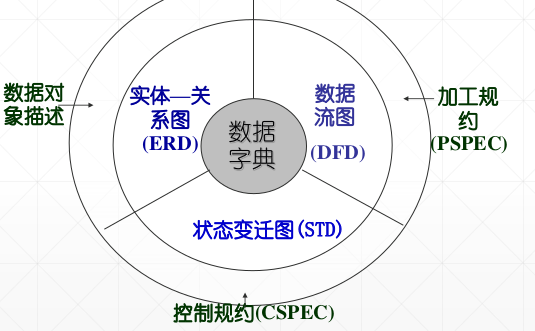 数据对
象描述
实体—关
系图
(ERD)
数据
流图
(DFD)
加工规
约
(PSPEC)
数据
字典
状态变迁图(STD)
控制规约(CSPEC)